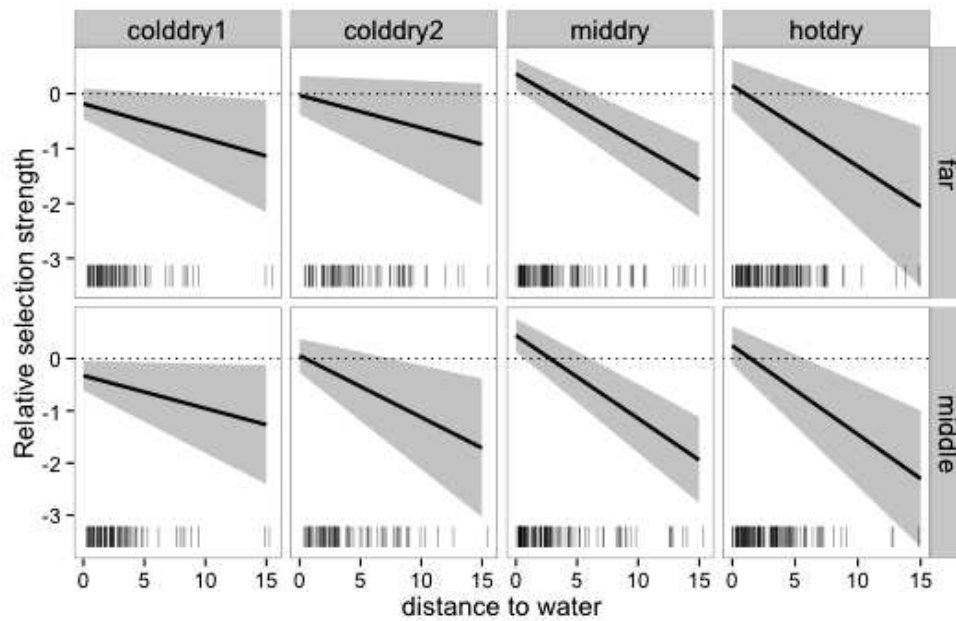 colddry1 colddry2 middry hotdry
Relative selection strength
0
-1
-2
-3
far
0
-1
-2
-3
middle
0 5 10 15 0 5 10 15 0 5 10 15 0 5 10 15
distance to water